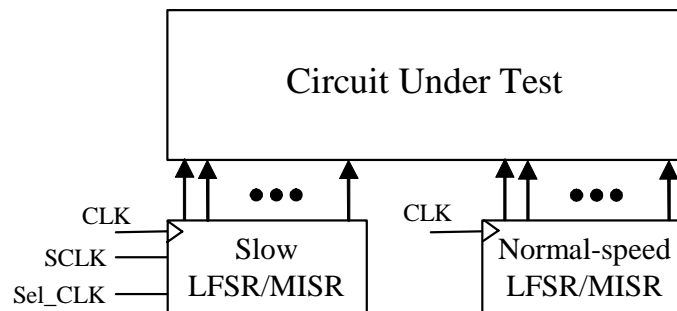 Circuit Under Test
CLK
SCLK
Sel_CLK
Slow
LFSR/MISR
CLK
Normal-speed
LFSR/MISR